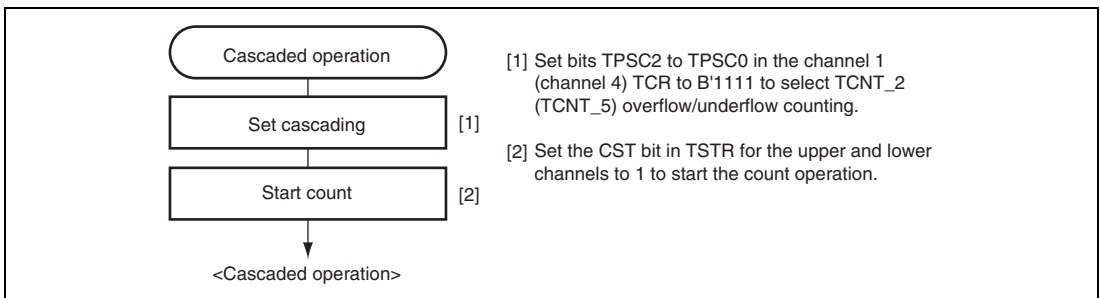 Cascaded operation
Set cascading
[1]
Start count
[2]
<Cascaded operation>
[1] Set bits TPSC2 to TPSC0 in the channel 1
(channel 4) TCR to B'1111 to select TCNT_2
(TCNT_5) overflow/underflow counting.
[2] Set the CST bit in TSTR for the upper and lower
channels to 1 to start the count operation.